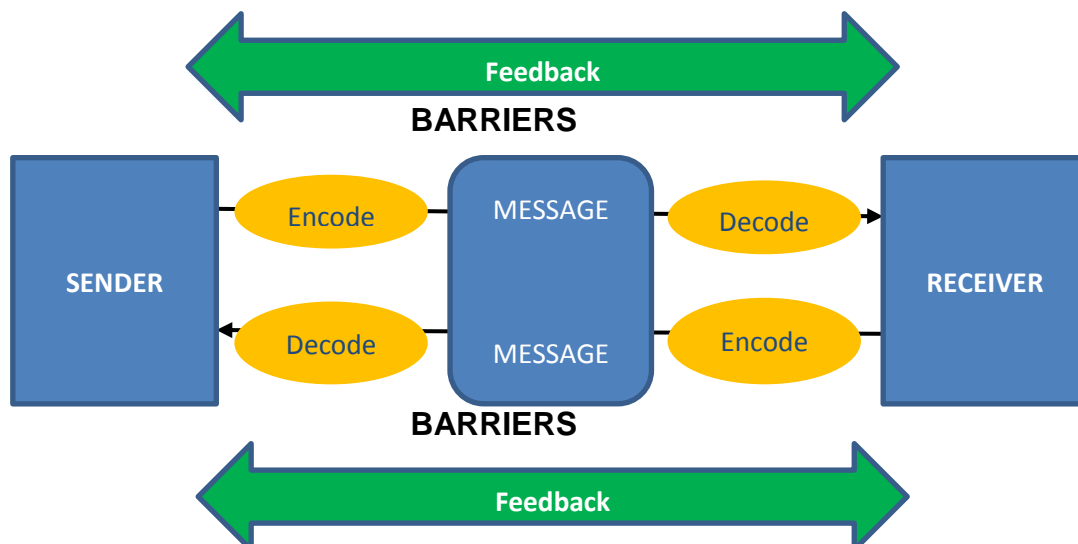 Feedback
BARRIERS
Encode
MESSAGE
Decode
SENDER
RECEIVER
Decode
MESSAGE
Encode
BARRIERS
Feedback